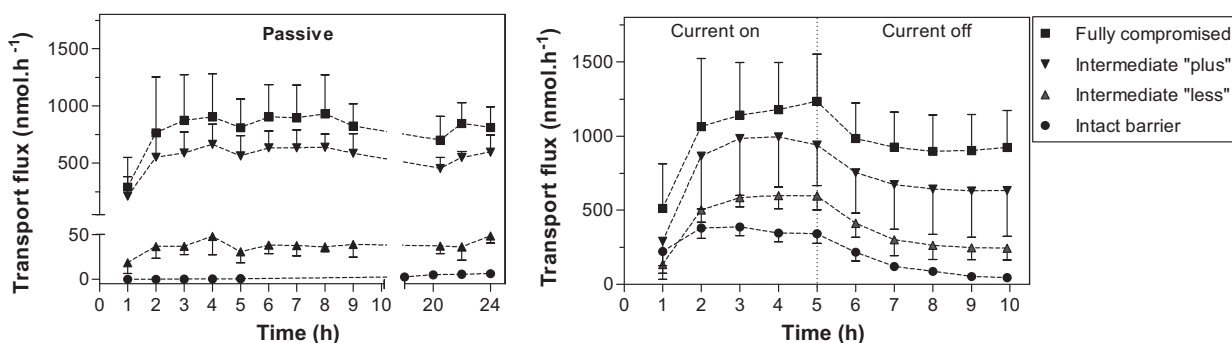 Passive
Transport flux (nmol.h-1)
1500
1000
500
50
0
0 1 2 3 4 5 6 7 8 9 10 20 24
Time (h)
Current on Current off
Transport flux (nmol.h-1)
1500
1000
500
0
0 1 2 3 4 5 6 7 8 9 10
Time (h)
Fully compromised
Intermediate "plus"
Intermediate "less"
Intact barrier